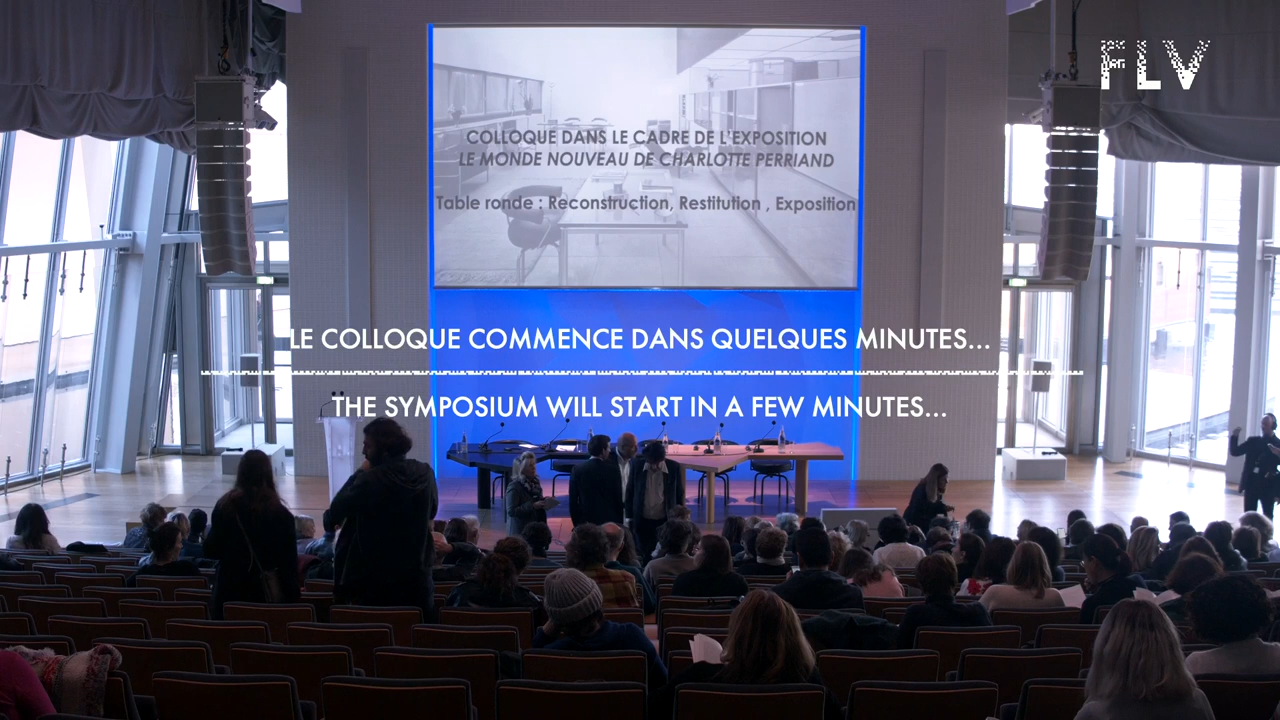 FLV
COLLOQUE DANS LE CADRE DE L'EXPOSITION
LE MONDE NOUVEAU DE CHARLOTTE PERRIAND
Table ronde : Reconstruction, Restitution , Exposition
LE COLLOQUE COMMENCE DANS QUELQUES MINUTES...
THE SYMPOSIUM WILL START IN A FEW MINUTES...